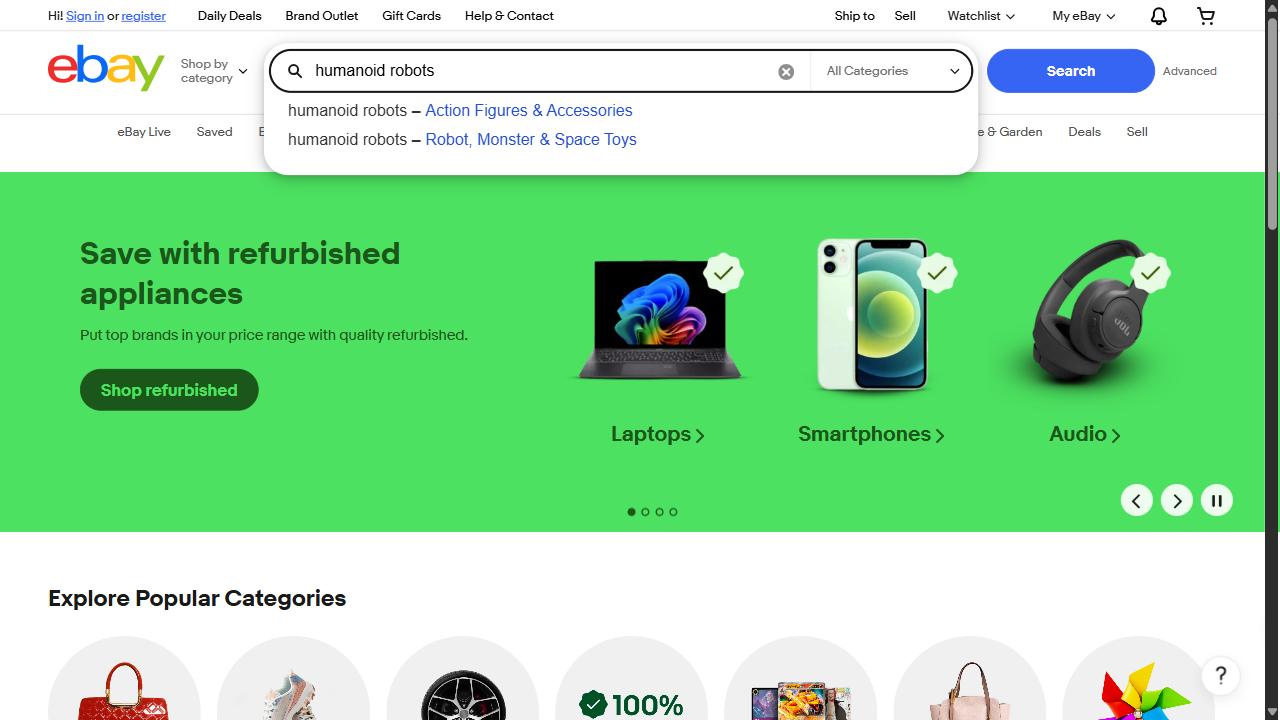 Hi! Sign in or register
Daily Deals
Brand Outlet
Gift Cards
Help & Contact
Ship to
Sell
Watchlist
My eBay
ebay
Shop by
category
humanoid robots
All Categories
Search
Advanced
humanoid robots – Action Figures & Accessories
humanoid robots – Robot, Monster & Space Toys
eBay Live
Saved
e & Garden
Deals
Sell
Save with refurbished
appliances
Put top brands in your price range with quality refurbished.
Shop refurbished
JBL
Laptops
Smartphones
Audio
Explore Popular Categories
100%
?